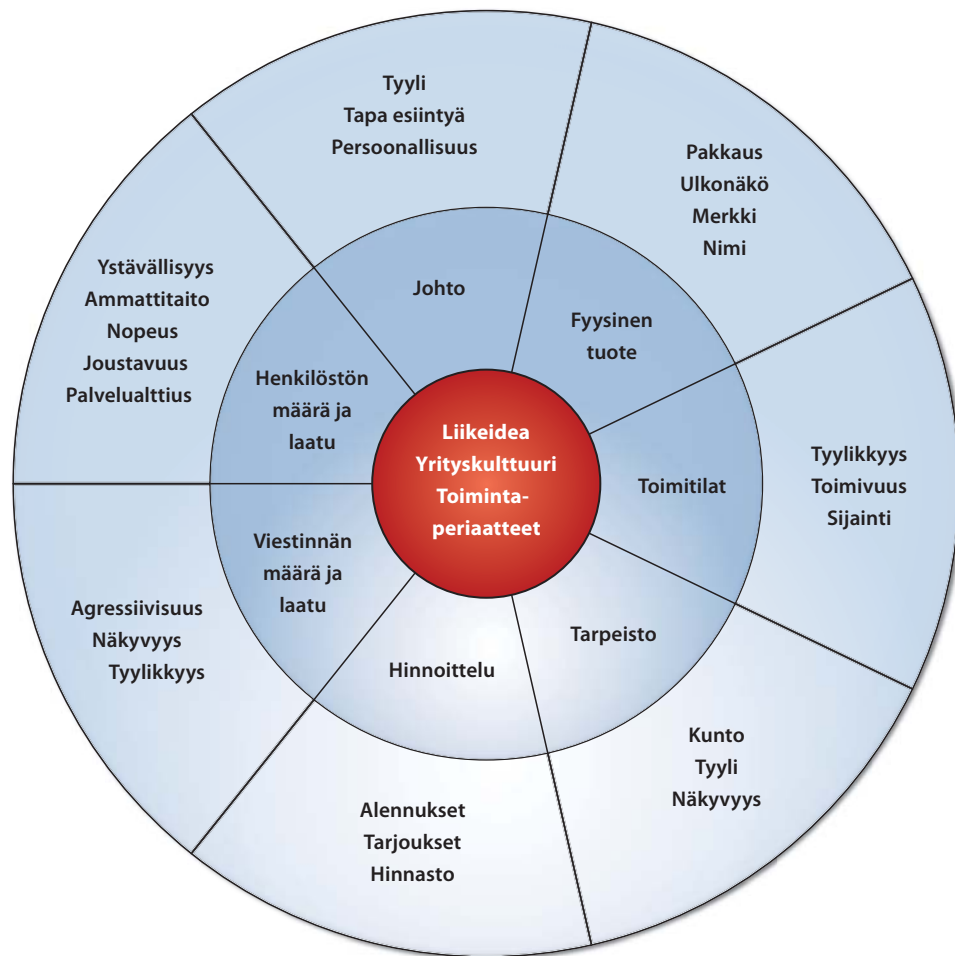 Tyyli
Tapa esiintyä
Persoonallisuus
Pakkaus
Ulkonäkö
Merkki
Nimi
Ystävällisyys
Ammattitaito
Nopeus
Joustavuus
Palvelualttius
Johto
Fyysinen
tuote
Henkilöstön
määrä ja
laatu
Liikeidea
Yrityskulttuuri
Toiminta-
periaatteet
Toimitilat
Tyylikkyys
Toimivuus
Sijainti
Viestinnän
määrä ja
laatu
Agressiivisuus
Näkyvyys
Tyylikkyys
Hinnoittelu
Tarpeisto
Kunto
Tyyli
Näkyvyys
Alennukset
Tarjoukset
Hinnasto